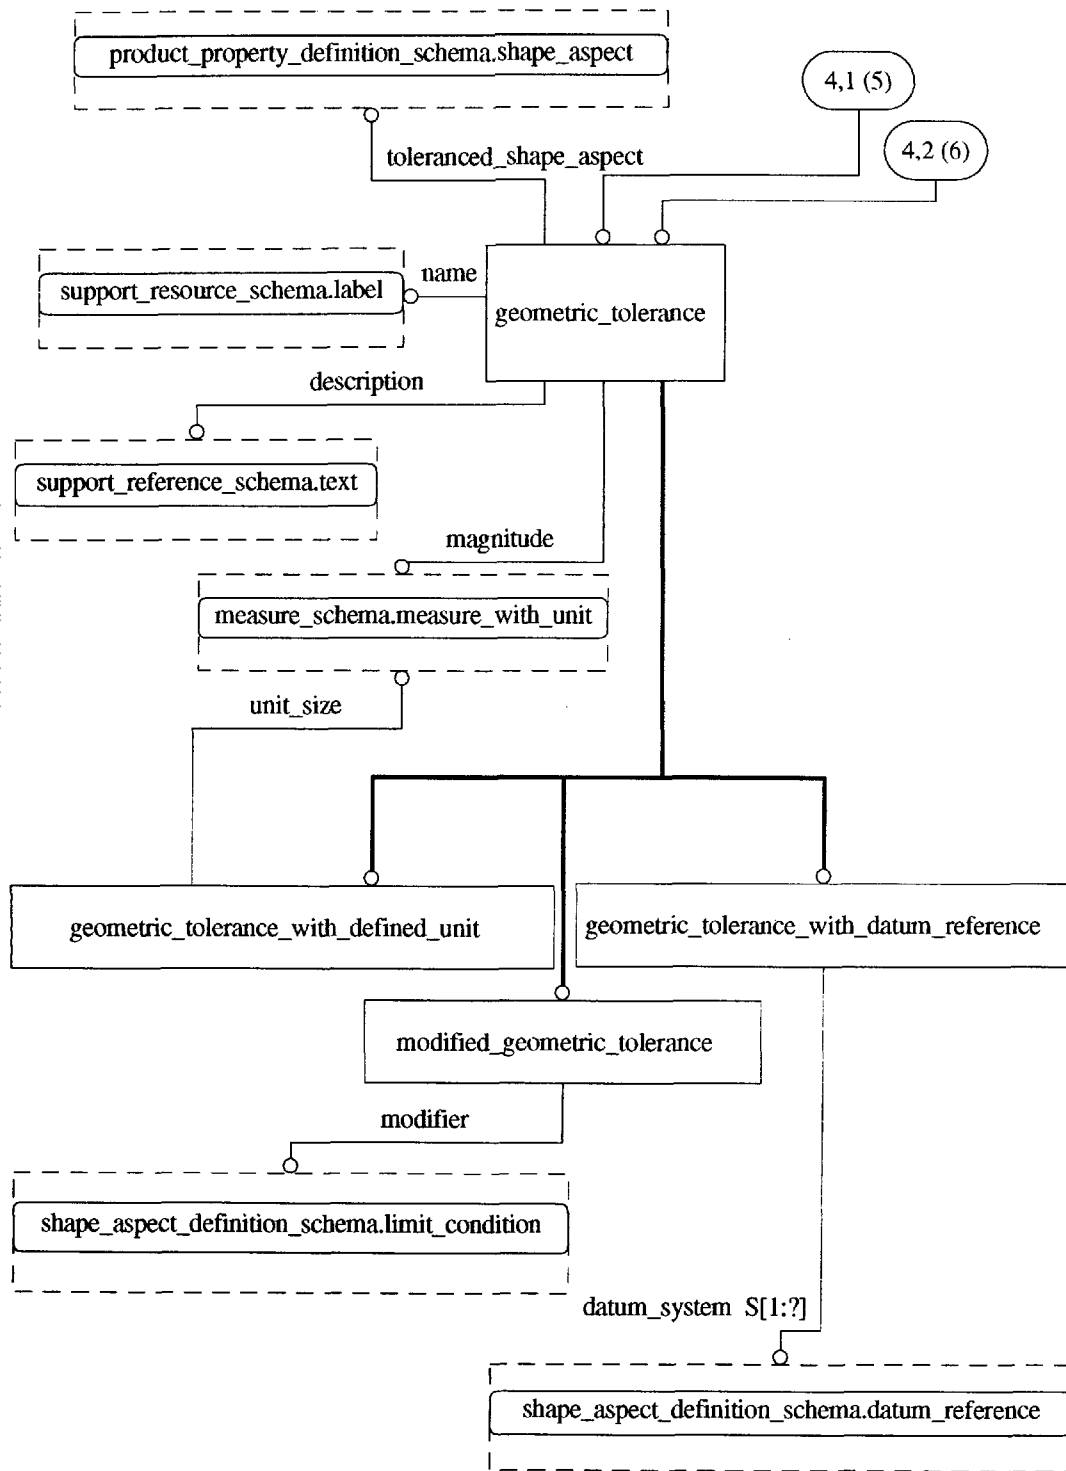 product_property_definition_schema.shape_aspect
4,1 (5)
toleranced_shape_aspect
4,2 (6)
name
support_resource_schema.label
geometric_tolerance
description
support_reference_schema.text
magnitude
measure_schema.measure_with_unit
unit_size
geometric_tolerance_with_defined_unit
geometric_tolerance_with_datum_reference
modified_geometric_tolerance
modifier
shape_aspect_definition_schema.limit_condition
datum_system S[1:?]
shape_aspect_definition_schema.datum_reference